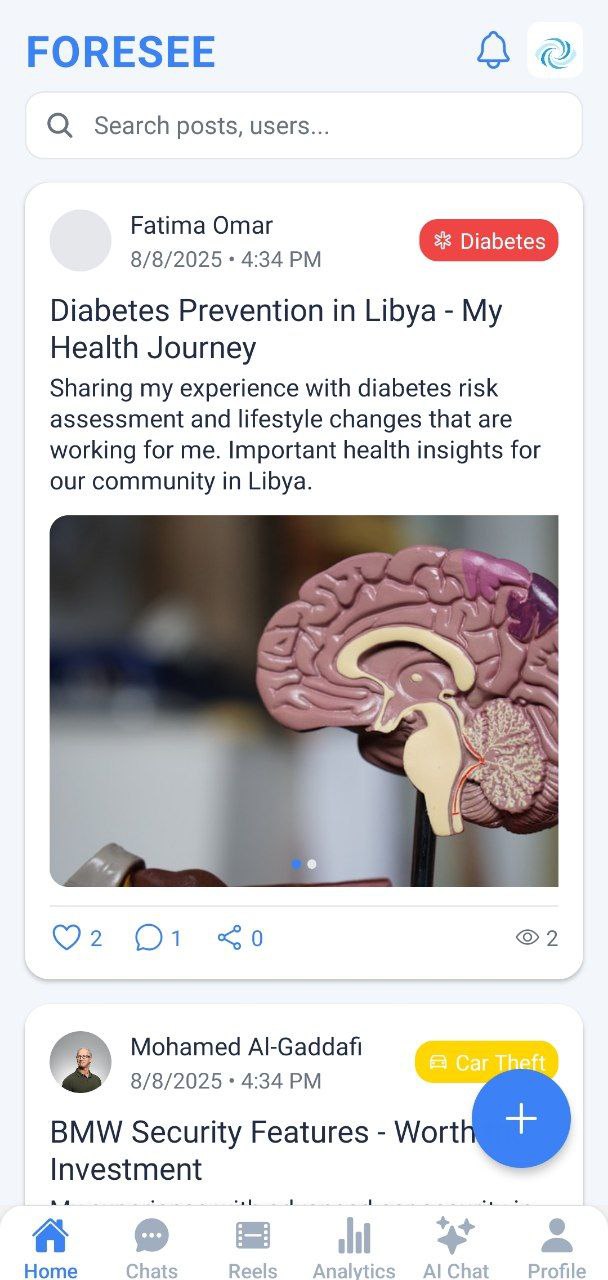 FORESEE
Search posts, users...
Fatima Omar
8/8/2025 • 4:34 PM
Diabetes
Diabetes Prevention in Libya - My
Health Journey
Sharing my experience with diabetes risk
assessment and lifestyle changes that are
working for me. Important health insights for
our community in Libya.
2
1
0
2
Mohamed Al-Gaddafi
8/8/2025 • 4:34 PM
Car Theft
BMW Security Features - Worth
Investment
Home
Chats
Reels
Analytics
AI Chat
Profile